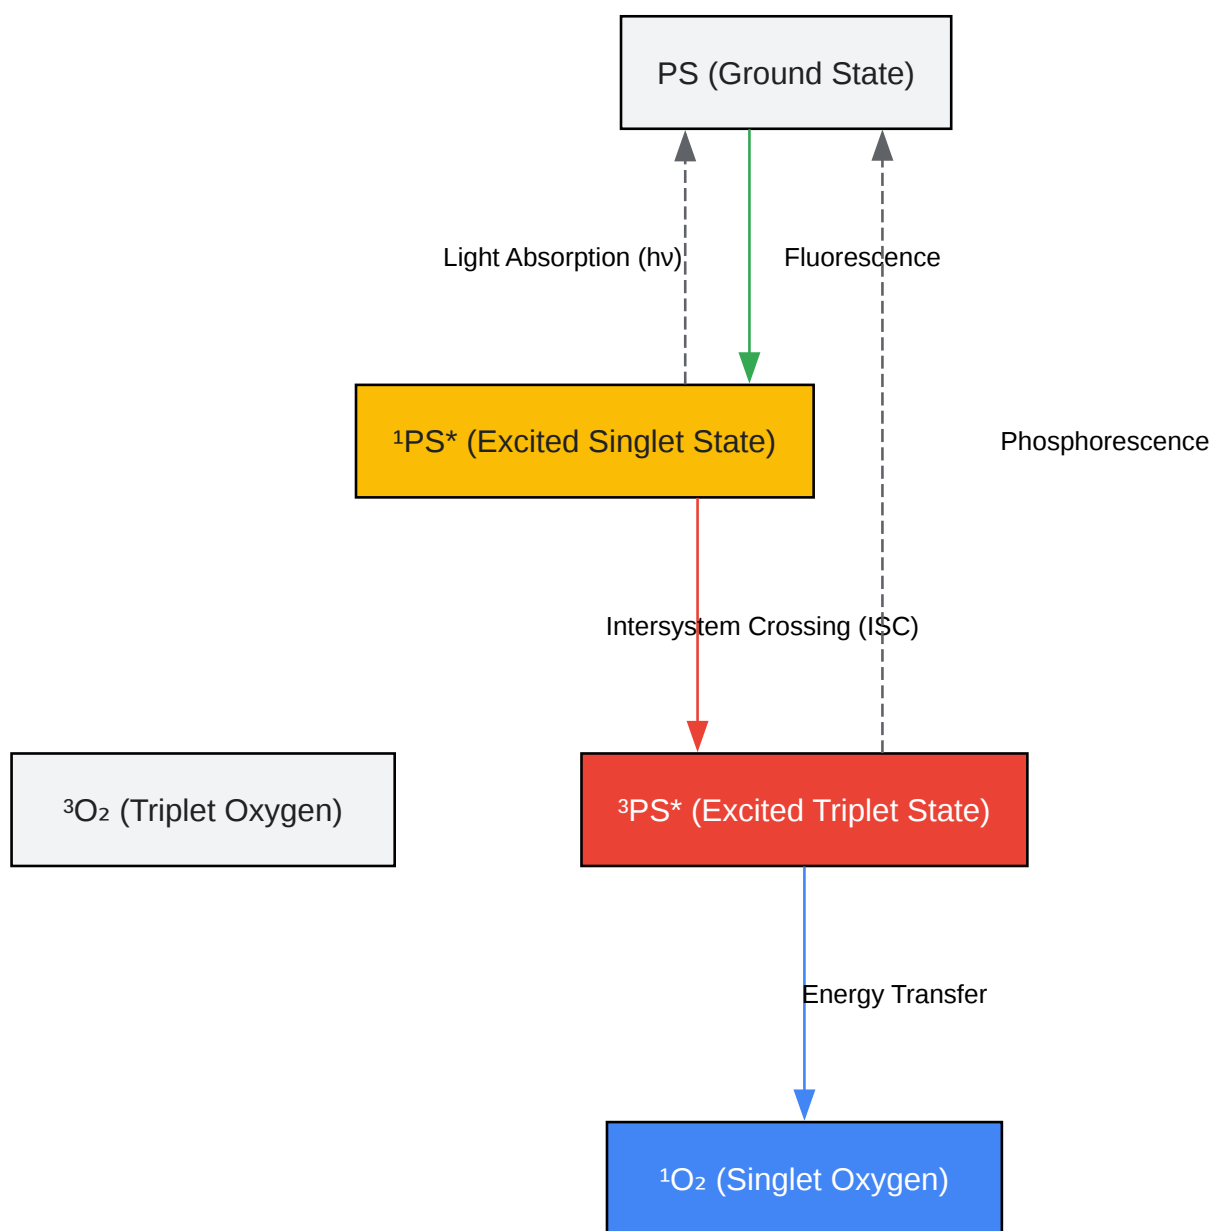 PS (Ground State)
Light Absorption (hν)
Fluorescence
¹PS* (Excited Singlet State)
Phosphorescence
Intersystem Crossing (ISC)
³O₂ (Triplet Oxygen)
³PS* (Excited Triplet State)
Energy Transfer
¹O₂ (Singlet Oxygen)